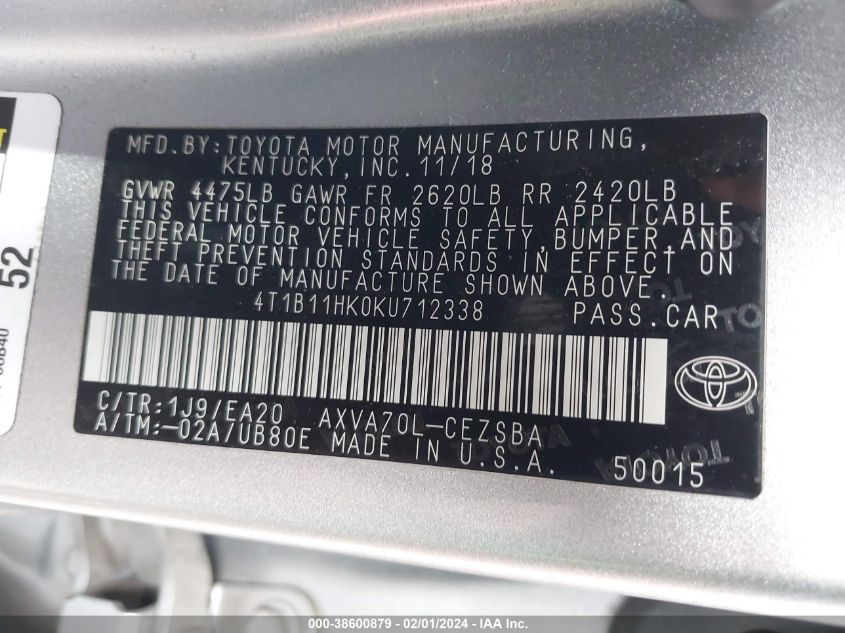 MFD.BY:TOYOTA MOTOR MANUFACTURING,
KENTUCKY,INC.11/18
GVWR 4475LB GAWR FR 2620LB RR 2420LB
THIS VEHICLE CONFORMS TO ALL APPLICABLE
FEDERAL MOTOR VEHICLE SAFETY,BUMPER,AND
THEFT PREVENTION STANDARDS IN EFFECT ON
THE DATE OF MANUFACTURE SHOWN ABOVE.
4T1B11HK0KU712338 PASS.CAR
C/TR:1J9/EA20 AXVA70L-CEZSBA
A/TM:-02A/UB80E MADE IN U.S.A. 50015
52
000-38600879 - 02/01/2024 - IAA Inc.